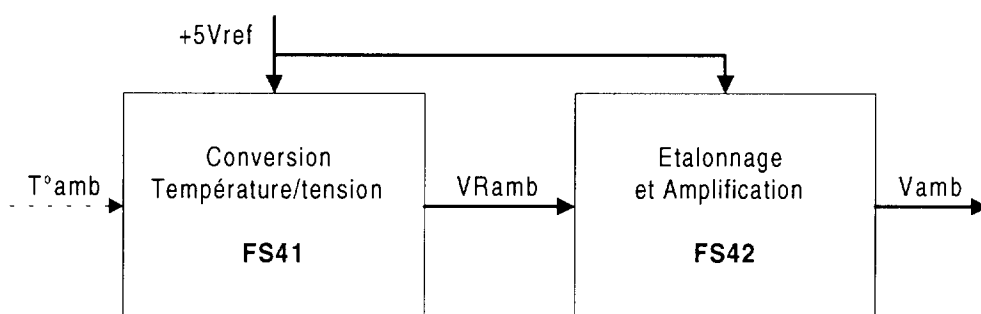 +5Vref
Conversion
Température/tension
FS41
Etalonnage
et Amplification
FS42
T°amb
VRamb
Vamb